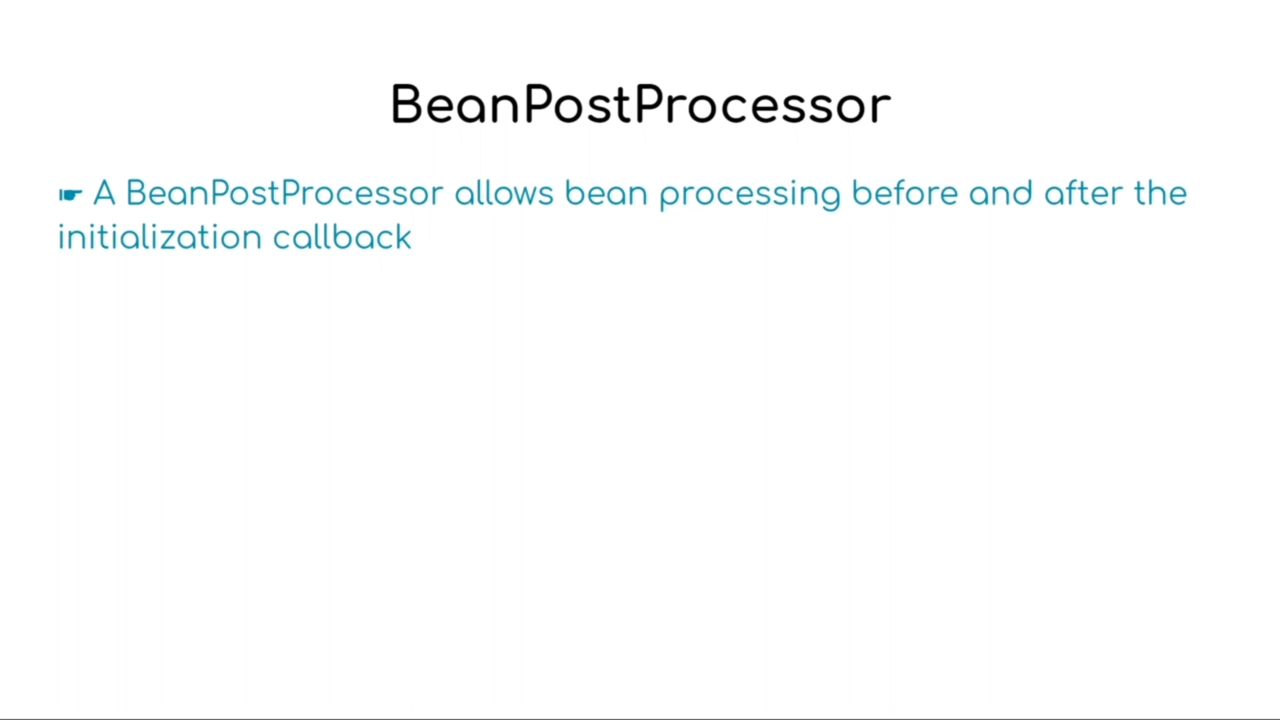 BeanPostProcessor
☛ A BeanPostProcessor allows bean processing before and after the
initialization callback